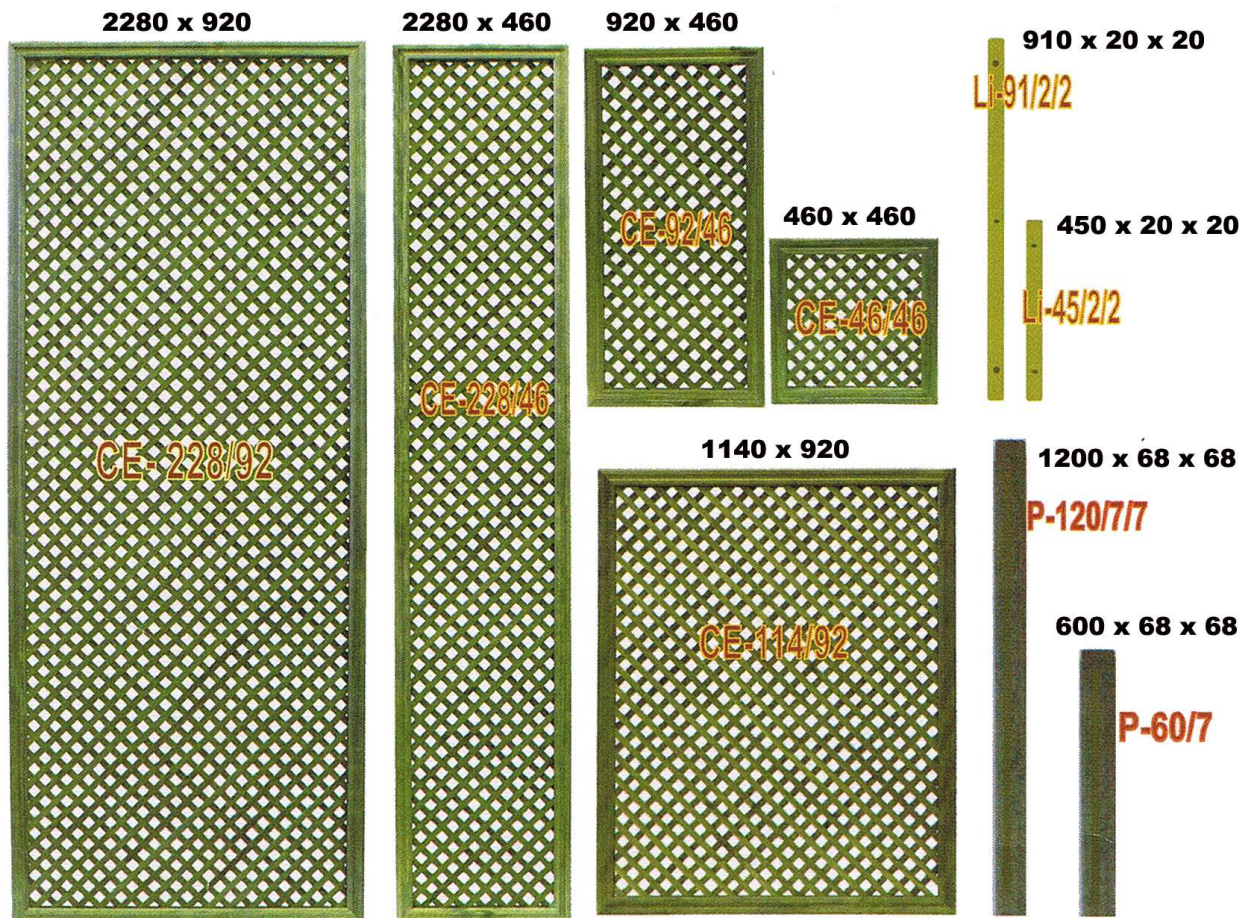 2280 x 920
2280 x 460
920 x 460
910 x 20 x 20
Li-91/2/2
CE-92/46
460 x 460
450 x 20 x 20
CE-46/46
Li-45/2/2
CE-228/46
CE- 228/92
1140 x 920
1200 x 68 x 68
P-120/7/7
CE-114/92
600 x 68 x 68
P-60/7